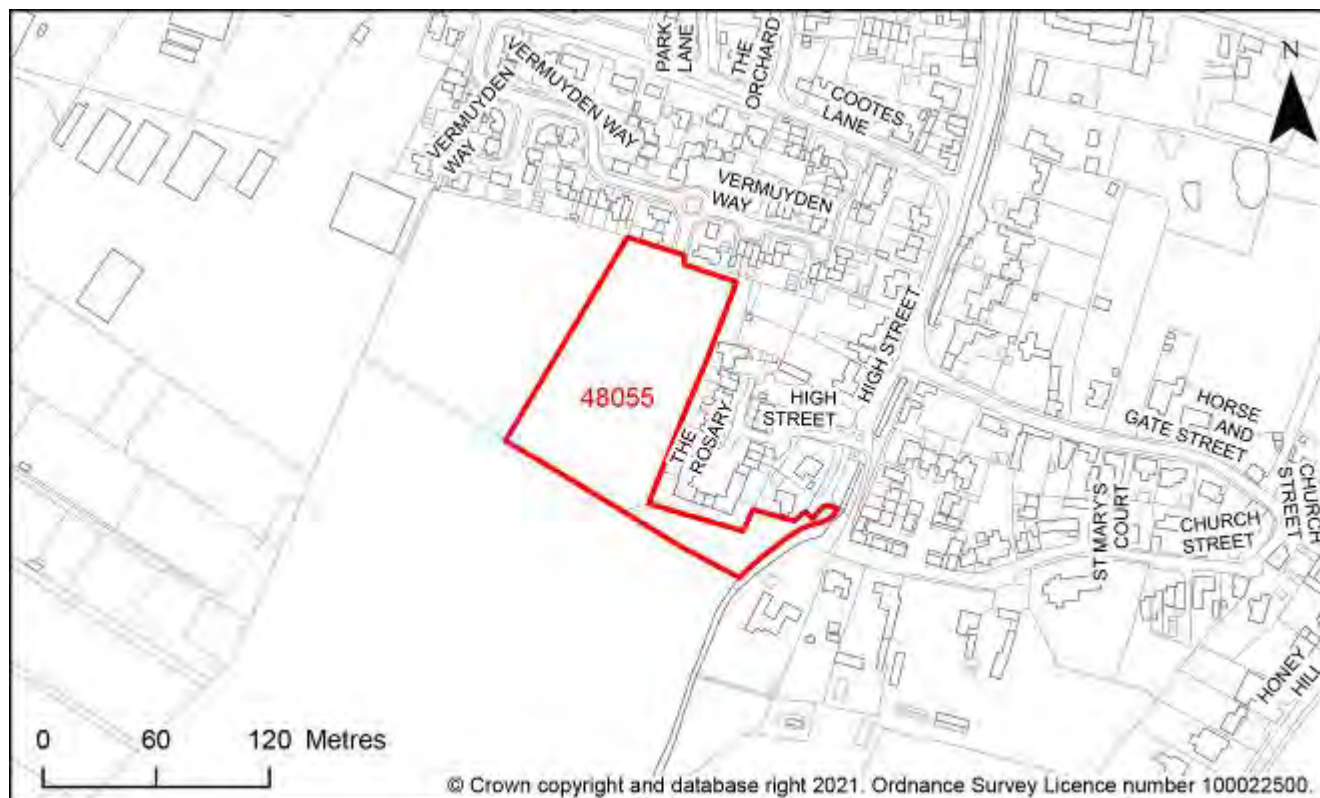 PARK
LANE
THE
ORCHARD
N
VERMUYDEN WAY
VERMUYDEN
WAY
COOTES
LANE
VERMUYDEN
WAY
HIGH STREET
48055
THE
ROSARY
HIGH
STREET
HORSE
AND
GATE STREET
ST MARY'S
COURT
CHURCH
STREET
CHURCH
STREET
HONEY
HILL
0 60 120 Metres
© Crown copyright and database right 2021. Ordnance Survey Licence number 100022500.